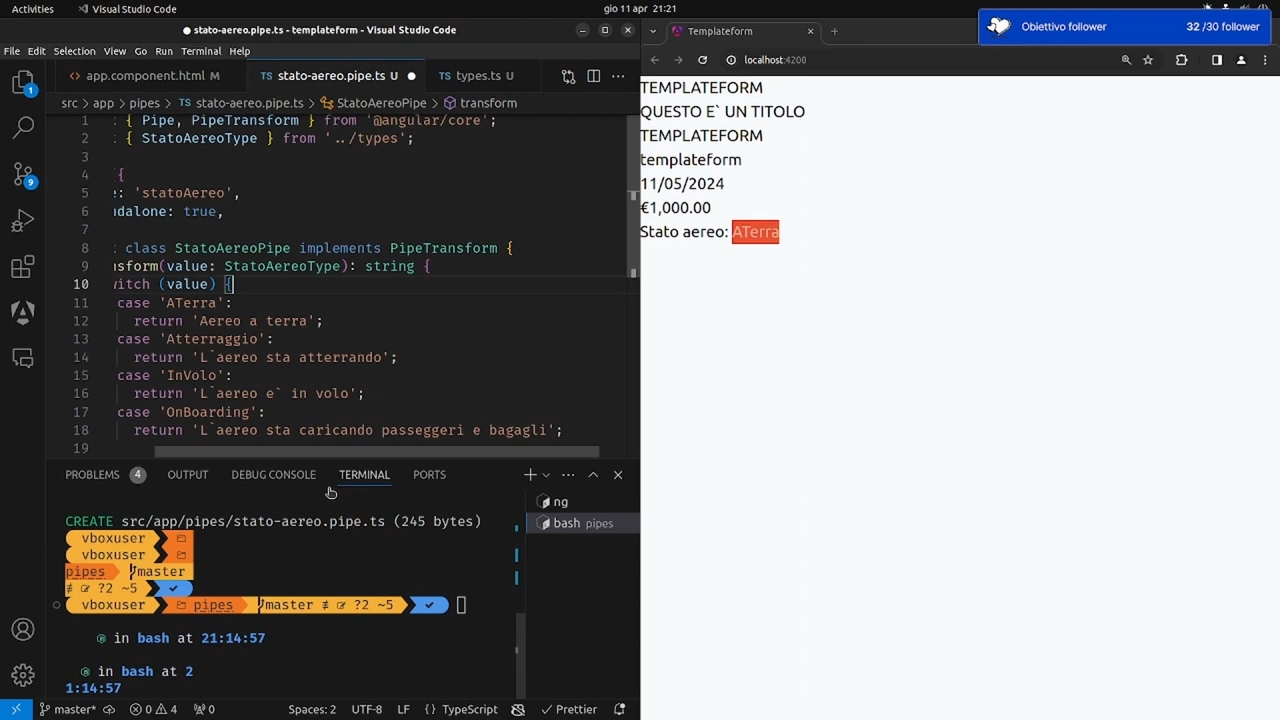 Activities
Visual Studio Code
gio 11 apr 21:21
stato-aereo.pipe.ts - templateform - Visual Studio Code
File Edit Selection View Go Run Terminal Help
1
9
TS
app.component.html M
TS stato-aereo.pipe.ts U
TS types.ts U
src > app > pipes > TS stato-aereo.pipe.ts > StatoAereoPipe > transform
1 { Pipe, PipeTransform } from '@angular/core';
2 { StatoAereoType } from '../types';
3
4 {
5 : 'statoAereo',
6 ndalone: true,
7
8 class StatoAereoPipe implements PipeTransform {
9 nsform(value: StatoAereoType): string {
10 itch (value) {
11 case 'ATerra':
12 return 'Aereo a terra';
13 case 'Atterraggio':
14 return 'L`aereo sta atterrando';
15 case 'InVolo':
16 return 'L`aereo e` in volo';
17 case 'OnBoarding':
18 return 'L`aereo sta caricando passeggeri e bagagli';
19
PROBLEMS 4 OUTPUT DEBUG CONSOLE TERMINAL PORTS
CREATE src/app/pipes/stato-aereo.pipe.ts (245 bytes)
vboxuser
vboxuser
pipes master
≢ ?2 ~5 ✓
vboxuser pipes master ≢ ?2 ~5 ✓
in bash at 21:14:57
in bash at 2
1:14:57
ng
bash pipes
master* 0 4 0 Spaces: 2 UTF-8 LF {} TypeScript Prettier
Templateform
localhost:4200
Obiettivo follower 32 /30 follower
TEMPLATEFORM
QUESTO E` UN TITOLO
TEMPLATEFORM
templateform
11/05/2024
€1,000.00
Stato aereo: ATerra